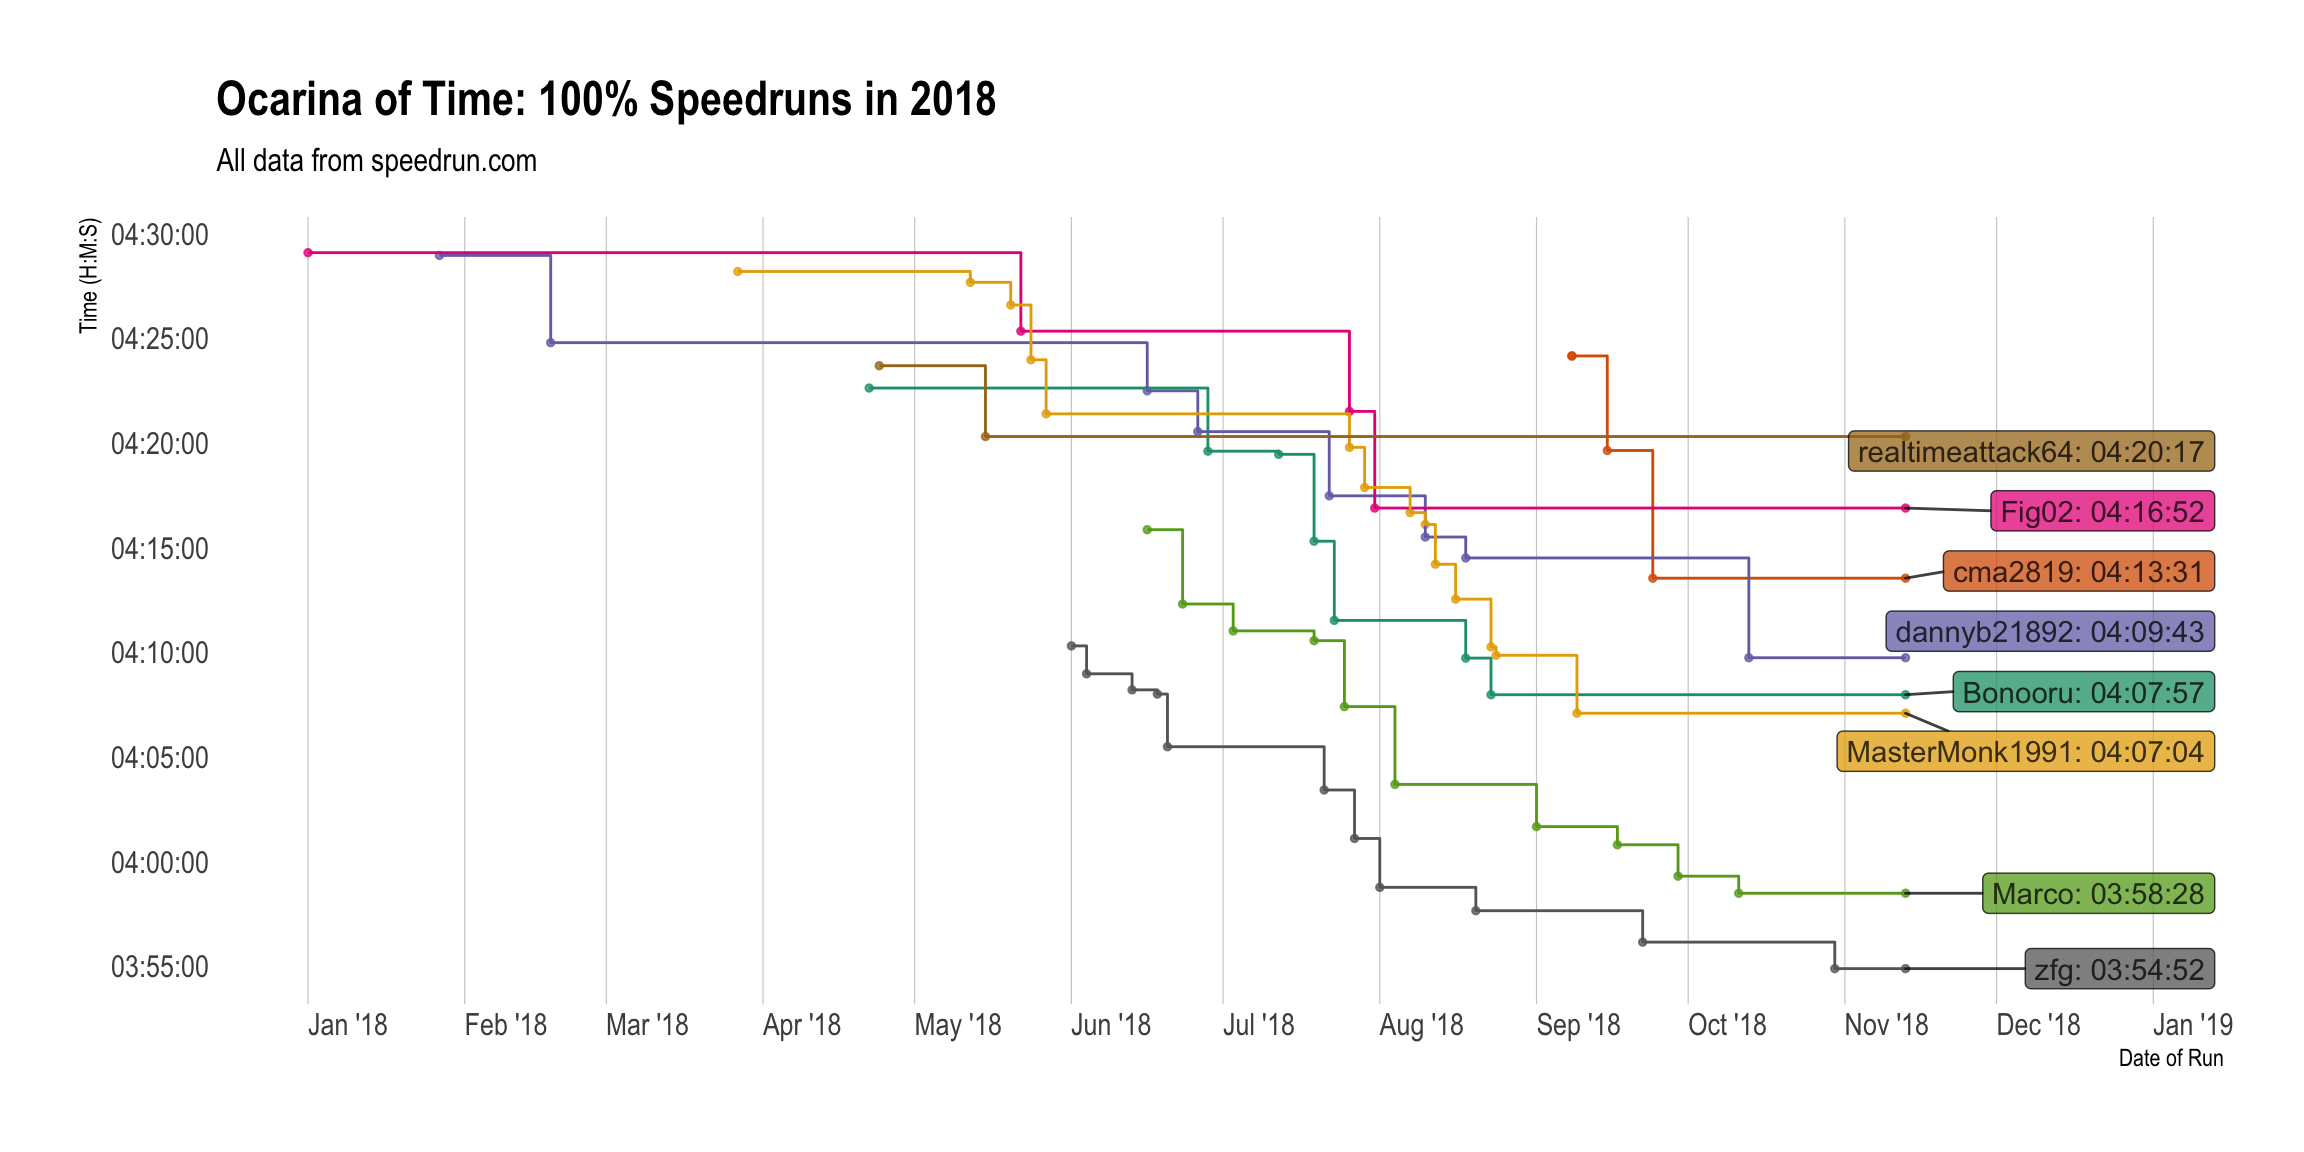 Ocarina of Time: 100% Speedruns in 2018
All data from speedrun.com
Time (H:M:S)
04:30:00
04:25:00
04:20:00
04:15:00
04:10:00
04:05:00
04:00:00
03:55:00
realtimeattack64: 04:20:17
Fig02: 04:16:52
cma2819: 04:13:31
dannyb21892: 04:09:43
Bonooru: 04:07:57
MasterMonk1991: 04:07:04
Marco: 03:58:28
zfg: 03:54:52
Jan '18 Feb '18 Mar '18 Apr '18 May '18 Jun '18 Jul '18 Aug '18 Sep '18 Oct '18 Nov '18 Dec '18 Jan '19
Date of Run